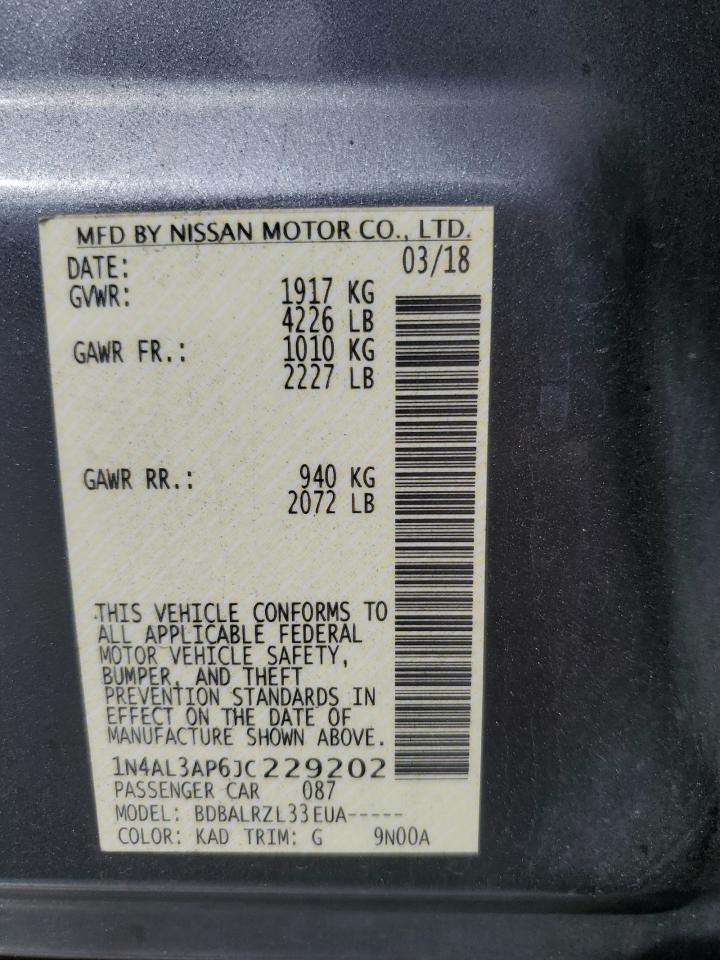 MFD BY NISSAN MOTOR CO., LTD.
DATE: 03/18
GVWR: 1917 KG
4226 LB
GAWR FR.: 1010 KG
2227 LB
GAWR RR.: 940 KG
2072 LB
THIS VEHICLE CONFORMS TO
ALL APPLICABLE FEDERAL
MOTOR VEHICLE SAFETY,
BUMPER, AND THEFT
PREVENTION STANDARDS IN
EFFECT ON THE DATE OF
MANUFACTURE SHOWN ABOVE.
1N4AL3AP6JC229202
PASSENGER CAR 087
MODEL: BDBALRZL33EUA-----
COLOR: KAD TRIM: G 9N00A